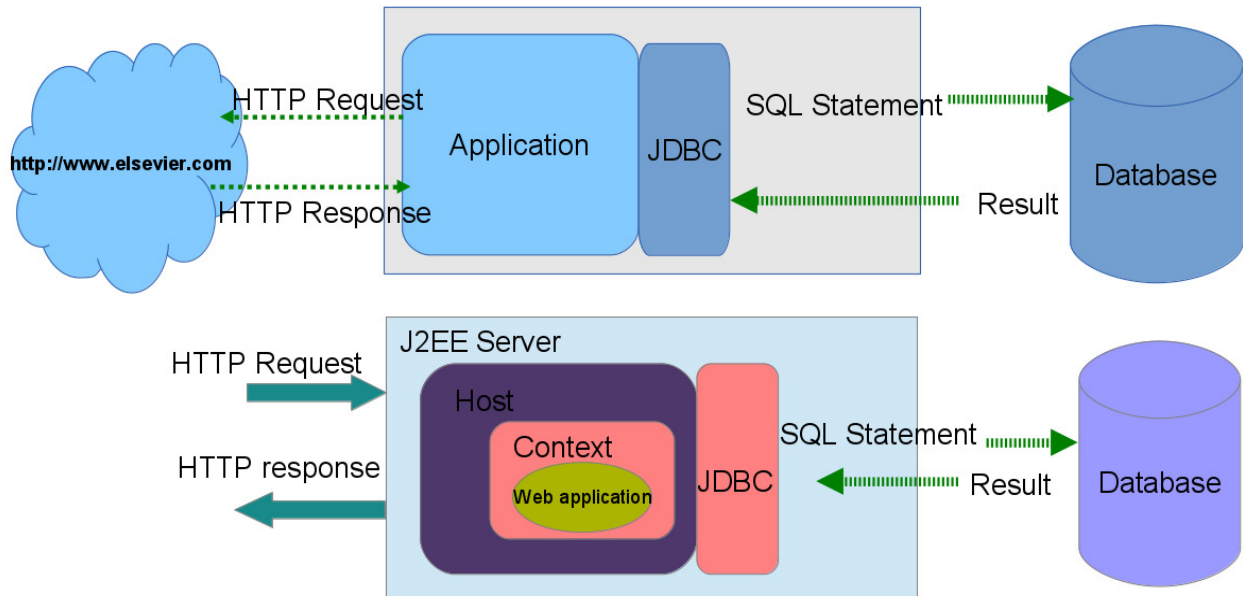 HTTP Request
http://www.elsevier.com
HTTP Response
Application
JDBC
SQL Statement
Result
Database
J2EE Server
HTTP Request
HTTP response
Host
Context
Web application
JDBC
SQL Statement
Result
Database